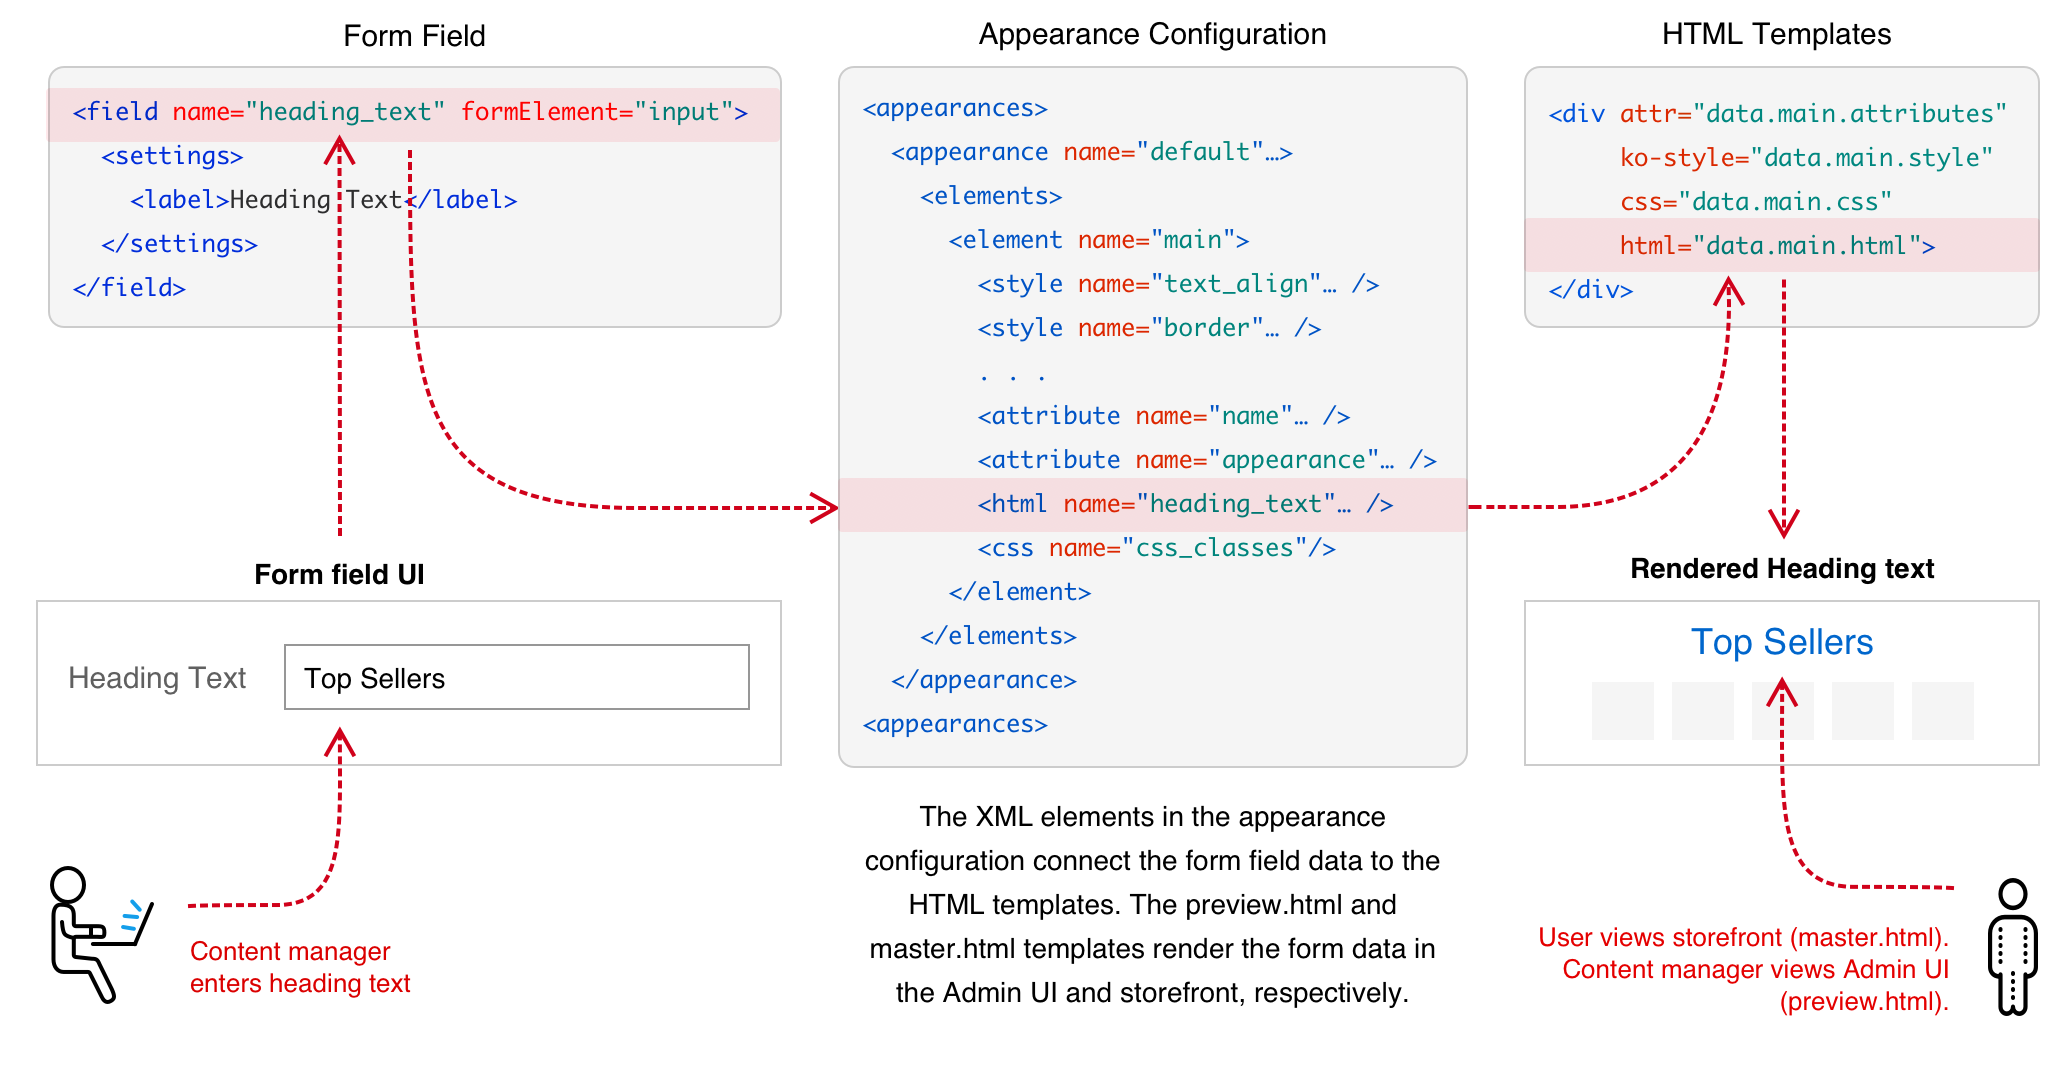 Form Field
<field name="heading_text" formElement="input">
<settings>
<label>Heading Text</label>
</settings>
</field>
Form field UI
Heading Text
Top Sellers
Content manager
enters heading text
Appearance Configuration
<appearances>
<appearance name="default"…>
<elements>
<element name="main">
<style name="text_align"… />
<style name="border"… />
. . .
<attribute name="name"… />
<attribute name="appearance"… />
<html name="heading_text"… />
<css name="css_classes"/>
</element>
</elements>
</appearance>
<appearances>
The XML elements in the appearance
configuration connect the form field data to the
HTML templates. The preview.html and
master.html templates render the form data in
the Admin UI and storefront, respectively.
HTML Templates
<div attr="data.main.attributes"
ko-style="data.main.style"
css="data.main.css"
html="data.main.html">
</div>
Rendered Heading text
Top Sellers
User views storefront (master.html).
Content manager views Admin UI
(preview.html).